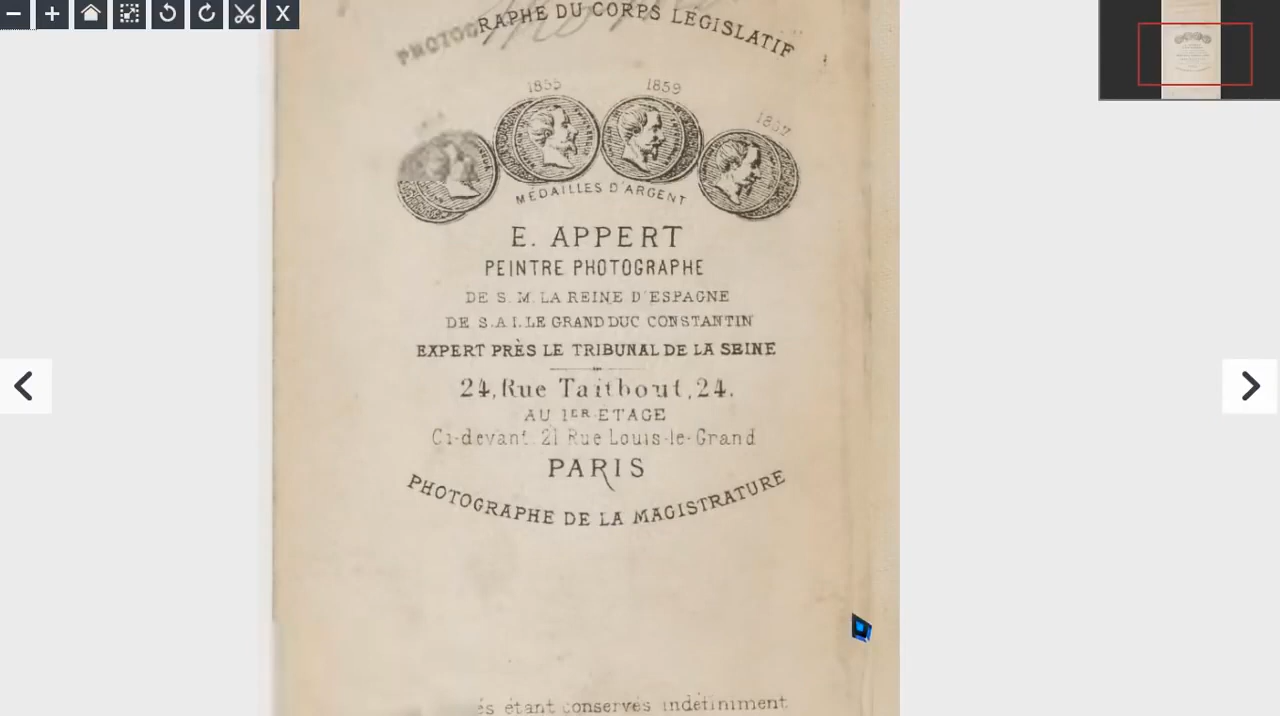 PHOTOGRAPHE DU CORPS LÉGISLATIF
1855 1859
1867
MÉDAILLES D'ARGENT
E. APPERT
PEINTRE PHOTOGRAPHE
DE S. M. LA REINE D'ESPAGNE
DE S.A.I. LE GRAND DUC CONSTANTIN
EXPERT PRÈS LE TRIBUNAL DE LA SEINE
24, Rue Taitbout, 24.
AU 1ER ÉTAGE
Ci-devant 21 Rue Louis-le-Grand
PARIS
PHOTOGRAPHE DE LA MAGISTRATURE
étant conservés indéfiniment